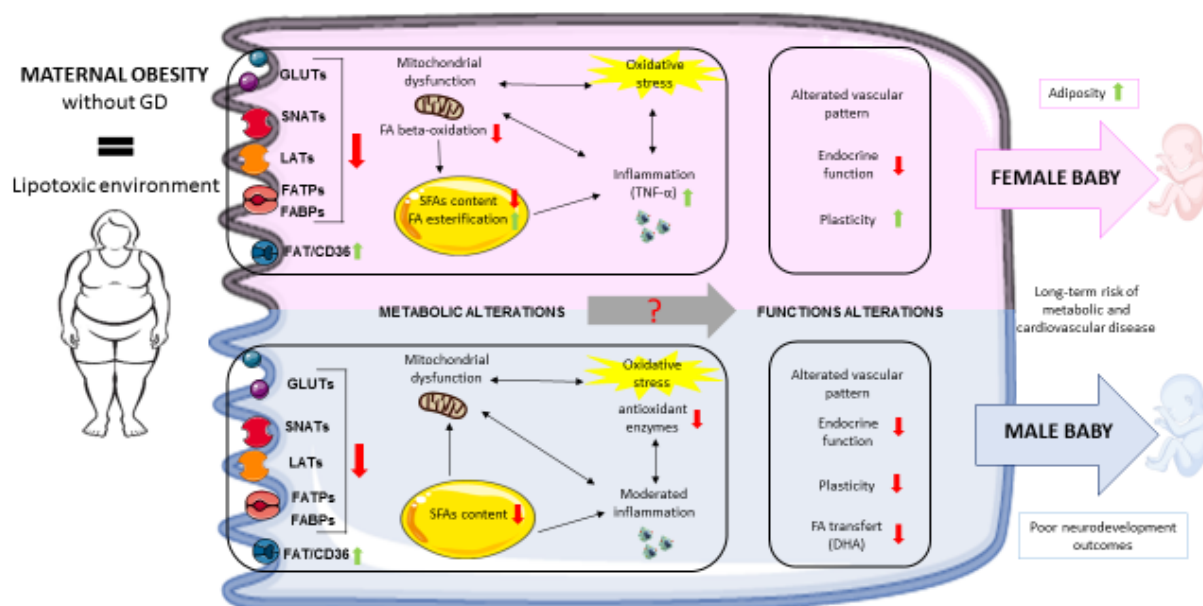 MATERNAL OBESITY
without GD
=
Lipotoxic environment
GLUTs
SNATs
LATs
FATPs
FABPs
FAT/CD36
Mitochondrial
dysfunction
FA beta-oxidation
SFAs content
FA esterification
Oxidative
stress
Inflammation
(TNF-α)
Alterated vascular
pattern
Endocrine
function
Plasticity
Adiposity
FEMALE BABY
METABOLIC ALTERATIONS
?
FUNCTIONS ALTERATIONS
Long-term risk of
metabolic and
cardiovascular disease
GLUTs
SNATs
LATs
FATPs
FABPs
FAT/CD36
Mitochondrial
dysfunction
SFAs content
Oxidative
stress
antioxidant
enzymes
Moderated
inflammation
Alterated vascular
pattern
Endocrine
function
Plasticity
FA transfert
(DHA)
MALE BABY
Poor neurodevelopment
outcomes